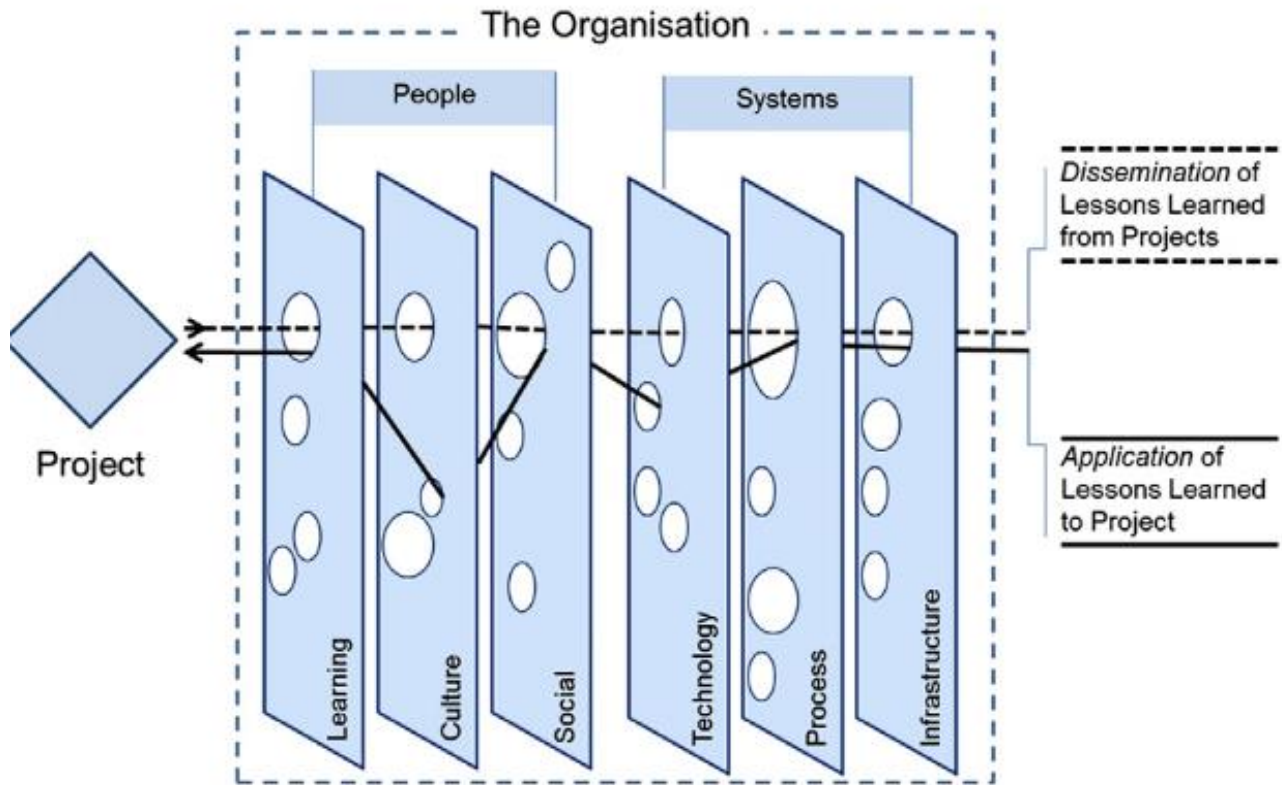 The Organisation
People
Systems
Dissemination of
Lessons Learned
from Projects
Project
Application of
Lessons Learned
to Project
Learning
Culture
Social
Technology
Process
Infrastructure